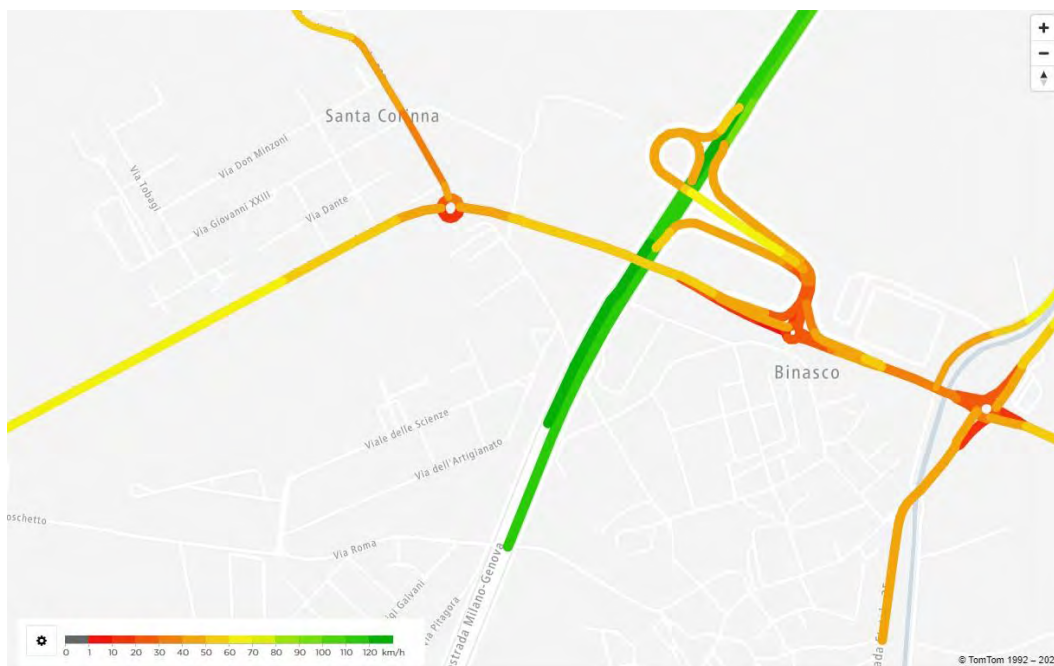 +
−
Santa Corinna
Via Don Minzoni
Via Tobagi
Via Giovanni XXIII
Via Dante
Binasco
Viale delle Scienze
Via dell'Artigianato
oschetto
Via Roma
Galvani
Via Pitagora
strada Milano-Genova
0 1 10 20 30 40 50 60 70 80 90 100 110 120 km/h
© TomTom 1992 – 202